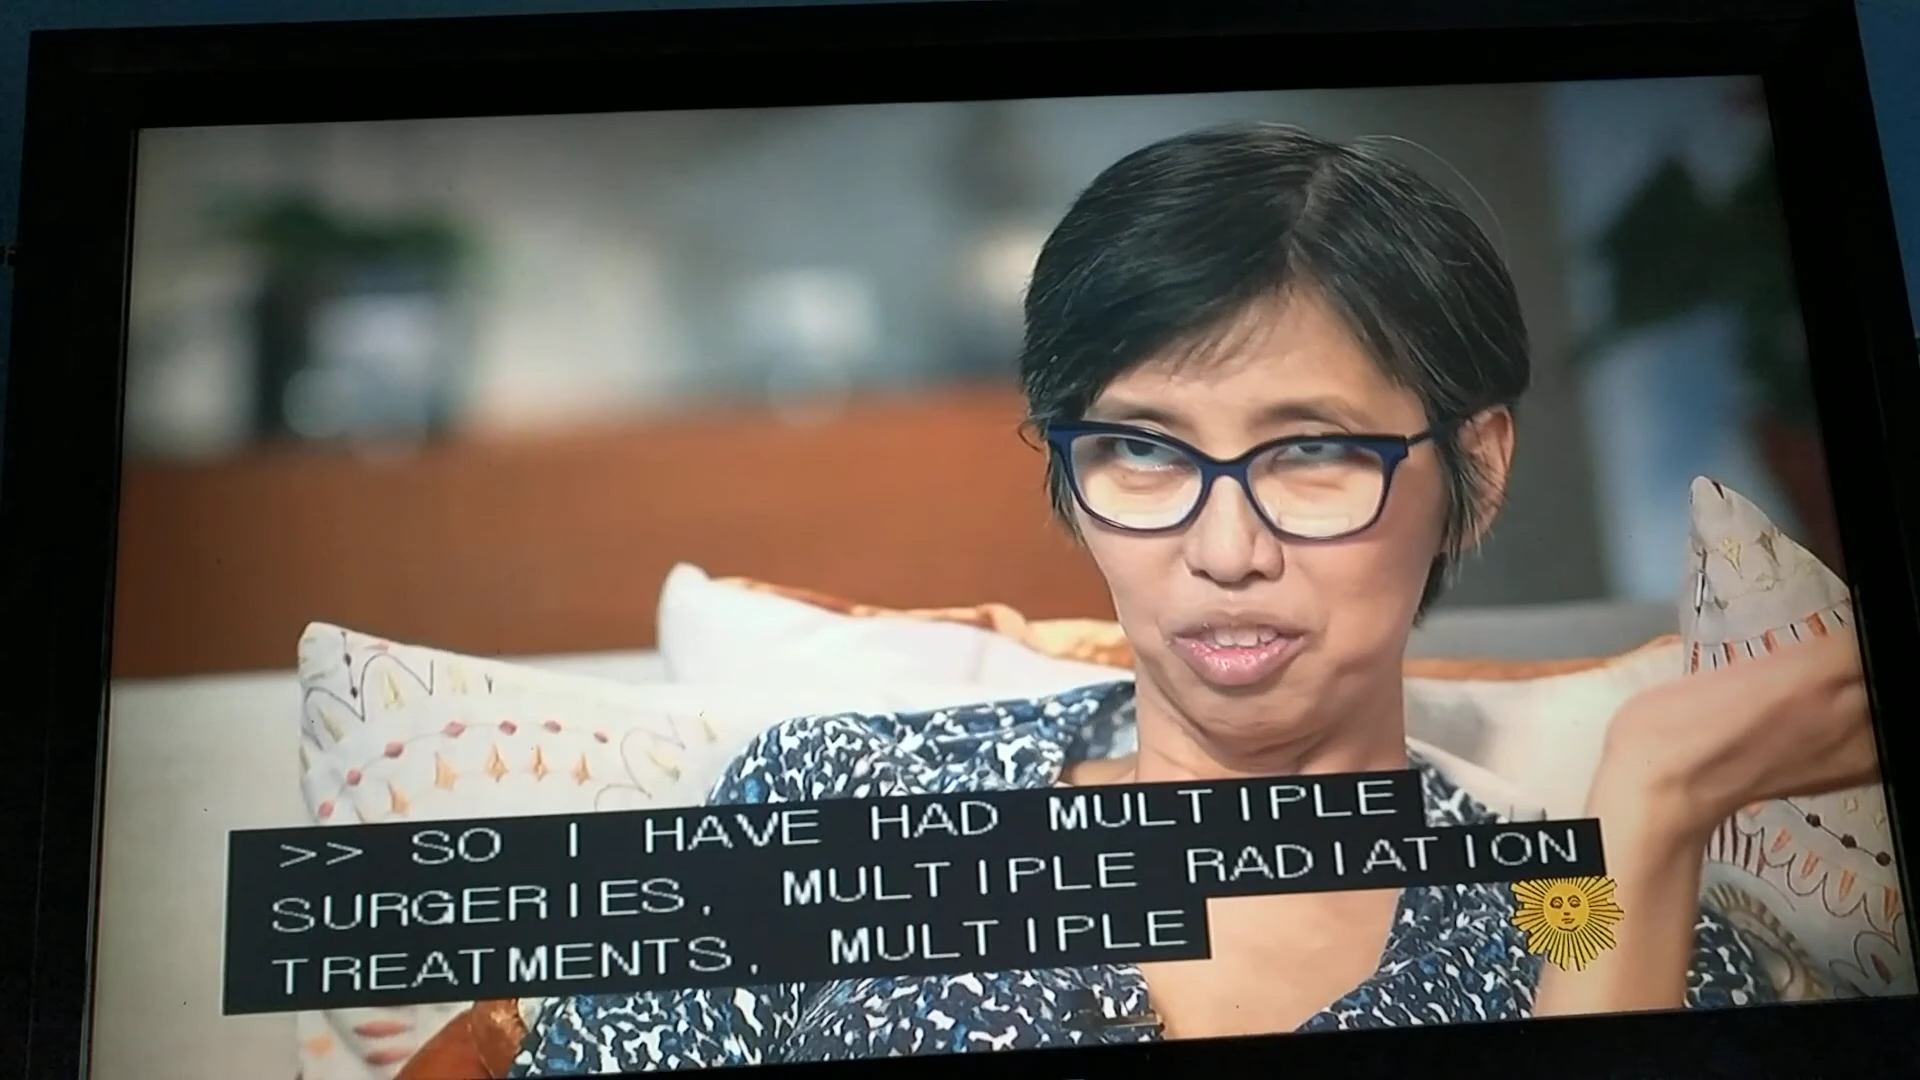 >> SO I HAVE HAD MULTIPLE
SURGERIES, MULTIPLE RADIATION
TREATMENTS, MULTIPLE